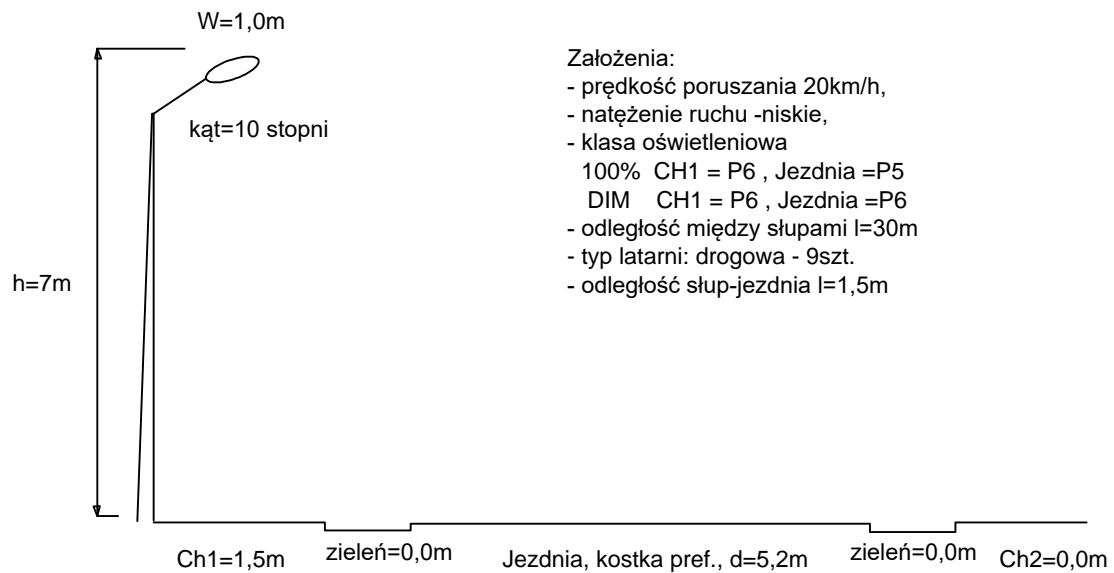 W=1,0m
kąt=10 stopni
h=7m
Założenia:
- prędkość poruszania 20km/h,
- natężenie ruchu -niskie,
- klasa oświetleniowa
100% CH1 = P6 , Jezdnia =P5
DIM CH1 = P6 , Jezdnia =P6
- odległość między słupami l=30m
- typ latarni: drogowa - 9szt.
- odległość słup-jezdnia l=1,5m
Ch1=1,5m
zieleń=0,0m
Jezdnia, kostka pref., d=5,2m
zieleń=0,0m
Ch2=0,0m